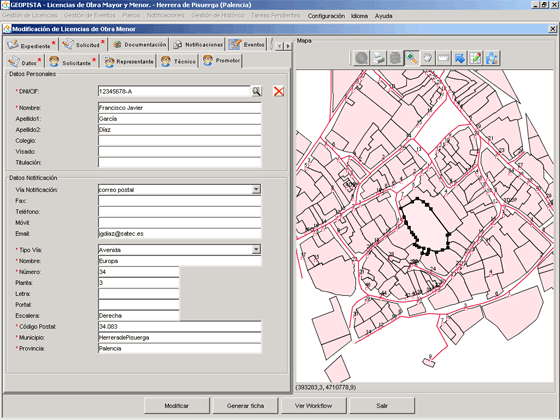 GEOPISTA - Licencias de Obra Mayor y Menor. - Herrera de Pisuerga (Palencia)
Gestión de Licencias Gestión de Eventos Planos Notificaciones Gestión de Histórico Tareas Pendientes Configuración Idioma Ayuda
Modificación de Licencias de Obra Menor
Expediente * Solicitud * Documentación Notificaciones Eventos
Datos * Solicitante * Representante Técnico Promotor
Datos Personales
* DNI/CIF: 12345678-A
* Nombre: Francisco Javier
Apellido1: García
Apellido2: Díaz
Colegio:
Visado:
Titulación:
Datos Notificación
Vía Notificación: correo postal
Fax:
Teléfono:
Móvil:
Email: jgdiaz@satec.es
* Tipo Vía: Avenida
* Nombre: Europa
* Número: 34
Planta: 3
Letra:
Portal:
Escalera: Derecha
* Código Postal: 34.083
* Municipio: HerreradePisuerga
* Provincia: Palencia
Mapa
(393283,3, 4710778,9)
Modificar Generar ficha Ver Workflow Salir